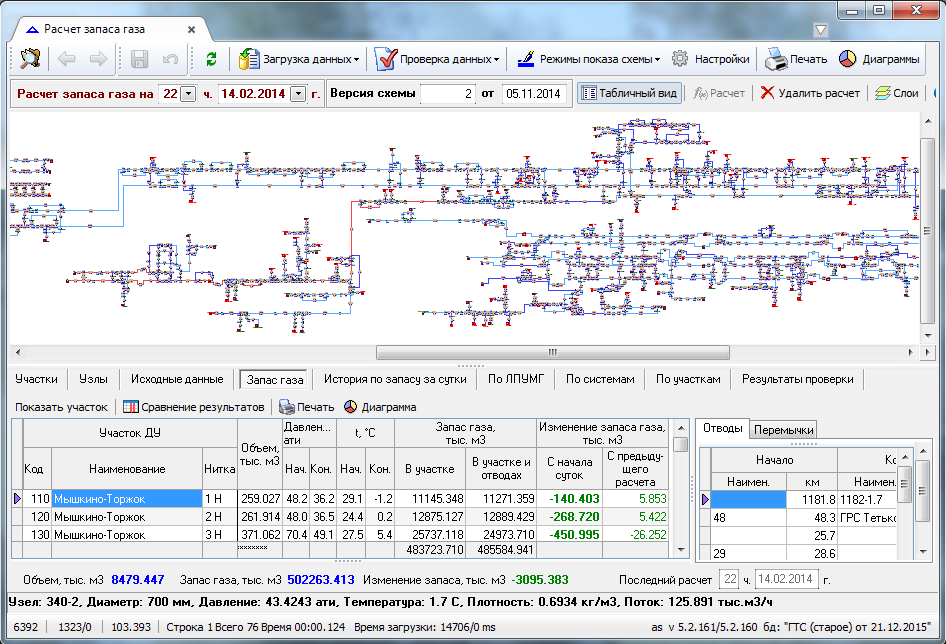 Расчет запаса газа
Загрузка данных Проверка данных Режимы показа схемы Настройки Печать Диаграммы
Расчет запаса газа на 22 ч. 14.02.2014 г. Версия схемы 2 от 05.11.2014 Табличный вид f(x) Расчет Удалить расчет Слои
Участки Узлы Исходные данные Запас газа История по запасу за сутки По ЛПУМГ По системам По участкам Результаты проверки
Показать участок Сравнение результатов Печать Диаграмма
Отводы Перемычки
Участок ДУ Объем, тыс. м3 Давлен... ати t, °C Запас газа, тыс. м3 Изменение запаса газа, тыс. м3
Код Наименование Нитка Нач. Кон. Нач. Кон. В участке В участке и отводах С начала суток С предыду-щего расчета
110 Мышкино-Торжок 1 Н 259.027 48.2 36.2 29.1 -1.2 11145.348 11271.359 -140.403 5.853
120 Мышкино-Торжок 2 Н 261.914 48.0 36.5 24.4 0.2 12875.127 12889.429 -268.720 5.422
130 Мышкино-Торжок 3 Н 371.062 70.4 49.1 27.5 5.4 25737.118 24973.710 -450.995 -26.252
******** 483723.710 485584.941
Начало Кс
Наимен. км Наимен.
1181.8 1182-1.7
48 48.3 ГРС Тетько
25.7
29 28.6
Объем, тыс. м3 8479.447 Запас газа, тыс. м3 502263.413 Изменение запаса, тыс. м3 -3095.383 Последний расчет 22 ч. 14.02.2014 г.
Узел: 340-2, Диаметр: 700 мм, Давление: 43.4243 ати, Температура: 1.7 С, Плотность: 0.6934 кг/м3, Поток: 125.891 тыс.м3/ч
6392 1323/0 103.393 Строка 1 Всего 76 Время 00:00.124 Время загрузки: 14706/0 ms as v 5.2.161/5.2.160 бд: "ГТС (старое) от 21.12.2015"